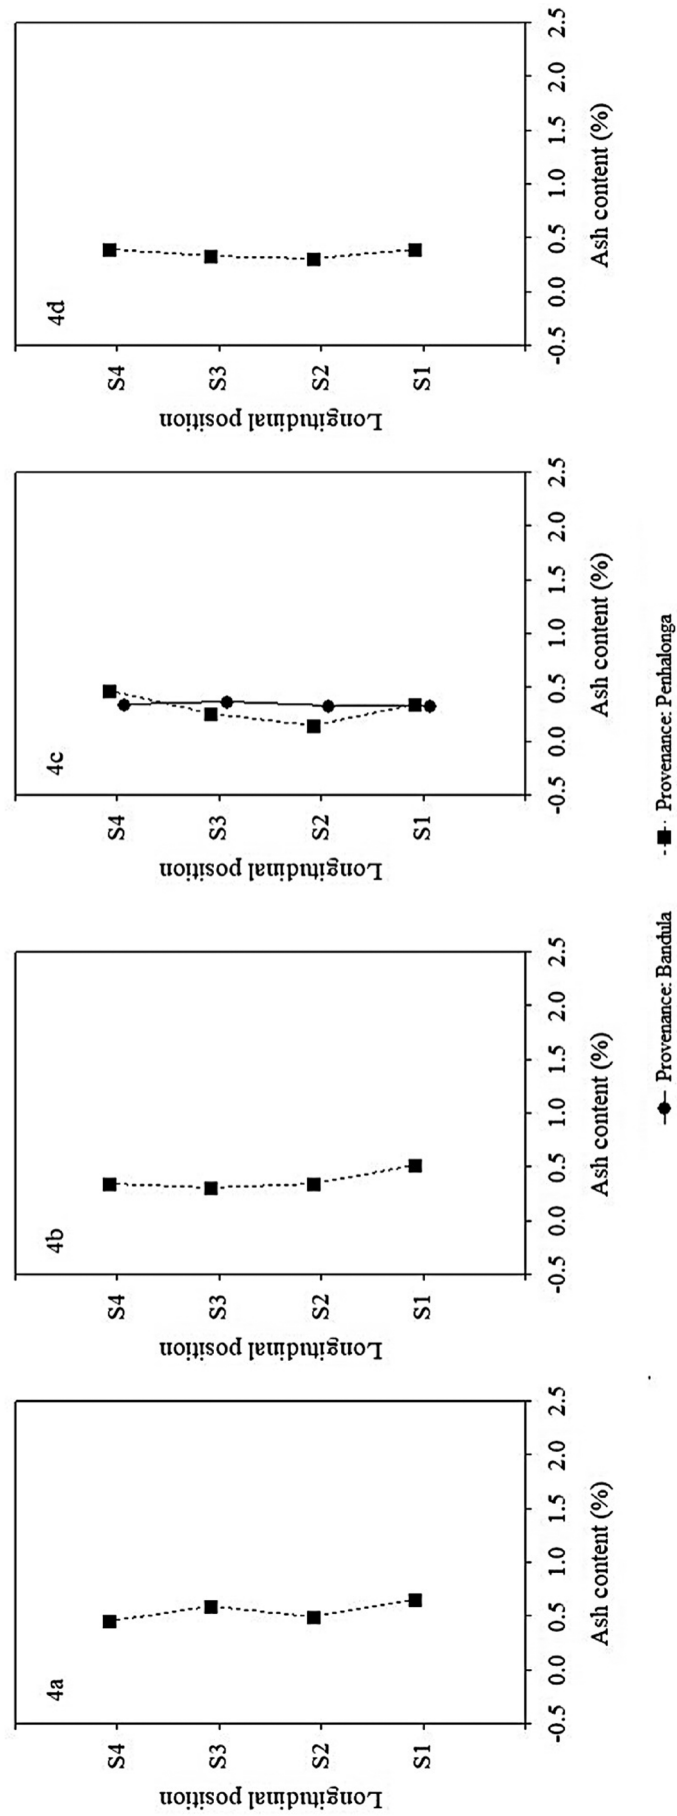 4a
Longitudinal position
S4
S3
S2
S1
-0.5 0.0 0.5 1.0 1.5 2.0 2.5
Ash content (%)
4b
Longitudinal position
S4
S3
S2
S1
-0.5 0.0 0.5 1.0 1.5 2.0 2.5
Ash content (%)
4c
Longitudinal position
S4
S3
S2
S1
-0.5 0.0 0.5 1.0 1.5 2.0 2.5
Ash content (%)
4d
Longitudinal position
S4
S3
S2
S1
-0.5 0.0 0.5 1.0 1.5 2.0 2.5
Ash content (%)
Provenance: Bandula Provenance: Penhalonga